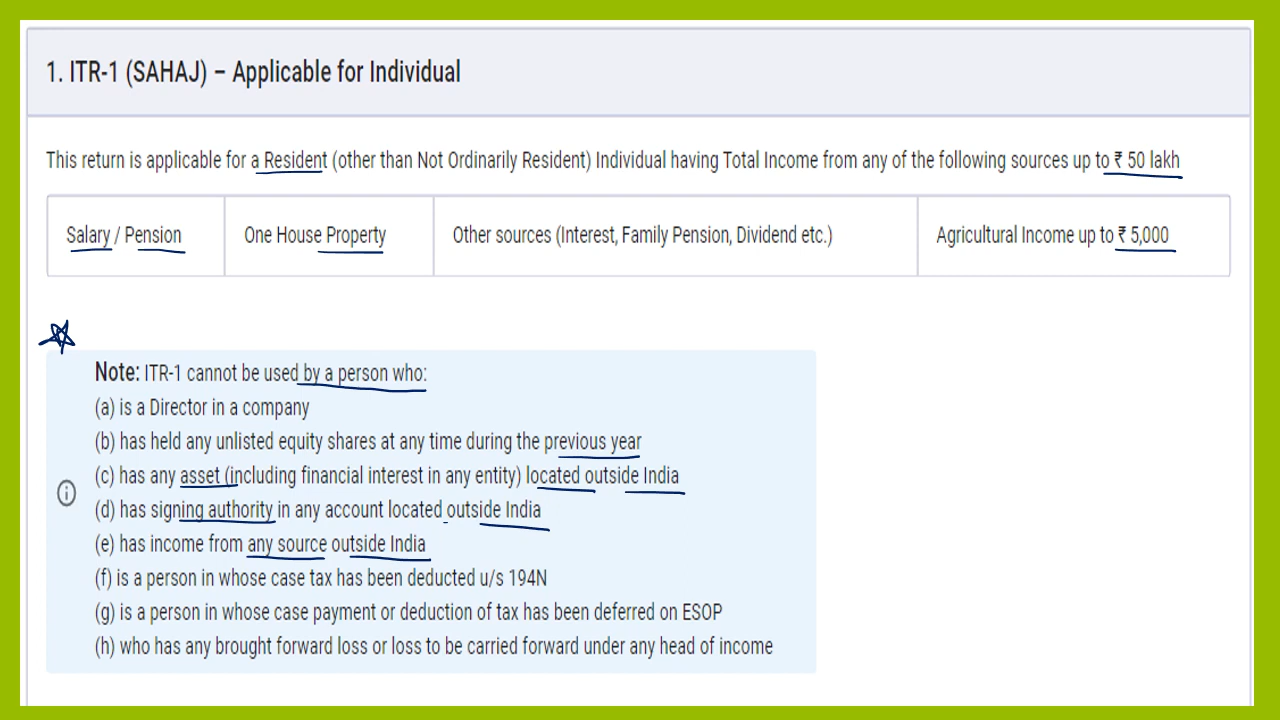 1. ITR-1 (SAHAJ) – Applicable for Individual
This return is applicable for a Resident (other than Not Ordinarily Resident) Individual having Total Income from any of the following sources up to ₹ 50 lakh
Salary / Pension
One House Property
Other sources (Interest, Family Pension, Dividend etc.)
Agricultural Income up to ₹ 5,000
Note: ITR-1 cannot be used by a person who:
(a) is a Director in a company
(b) has held any unlisted equity shares at any time during the previous year
(c) has any asset (including financial interest in any entity) located outside India
(d) has signing authority in any account located outside India
(e) has income from any source outside India
(f) is a person in whose case tax has been deducted u/s 194N
(g) is a person in whose case payment or deduction of tax has been deferred on ESOP
(h) who has any brought forward loss or loss to be carried forward under any head of income